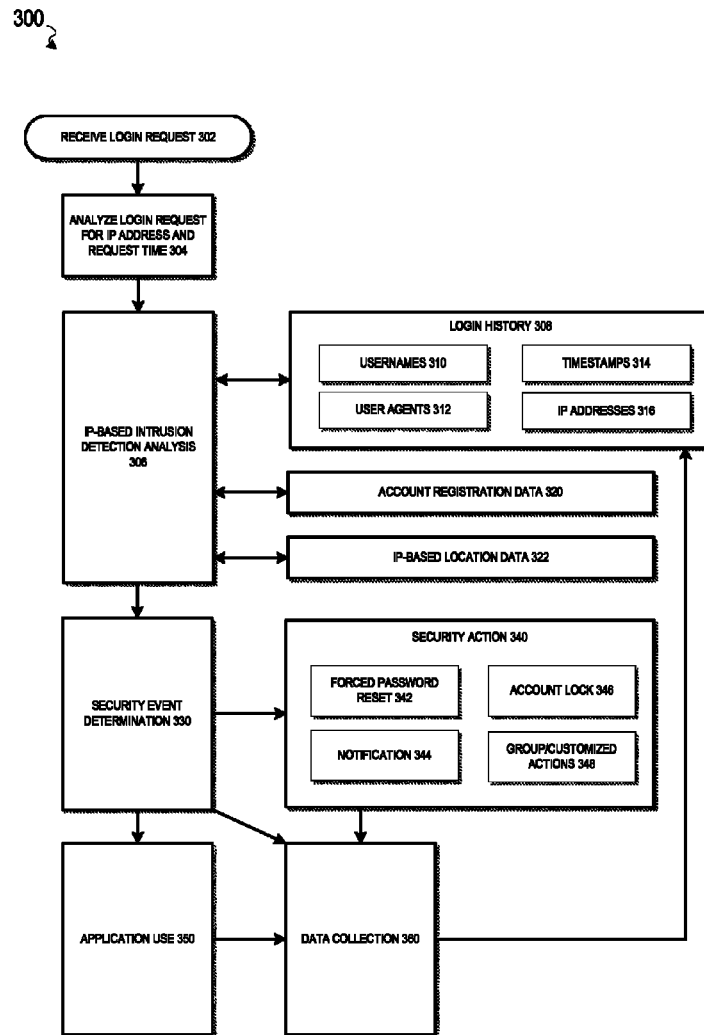 300
RECEIVE LOGIN REQUEST 302
ANALYZE LOGIN REQUEST
FOR IP ADDRESS AND
REQUEST TIME 304
IP-BASED INTRUSION
DETECTION ANALYSIS
306
LOGIN HISTORY 308
USERNAMES 310
TIMESTAMPS 314
USER AGENTS 312
IP ADDRESSES 316
ACCOUNT REGISTRATION DATA 320
IP-BASED LOCATION DATA 322
SECURITY EVENT
DETERMINATION 330
SECURITY ACTION 340
FORCED PASSWORD
RESET 342
ACCOUNT LOCK 346
NOTIFICATION 344
GROUP/CUSTOMIZED
ACTIONS 348
APPLICATION USE 350
DATA COLLECTION 360